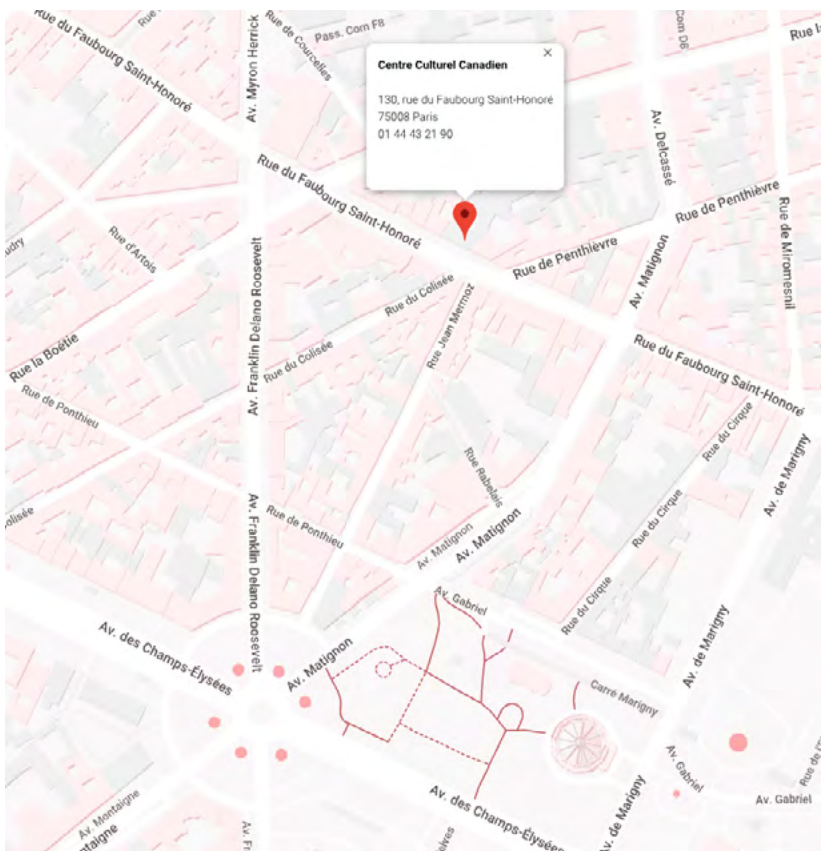 Rue du Faubourg Saint-Honoré
Rue
Av. Myron Herrick
Rue de Courcelles
Pass. Com F8
Com D8
Centre Culturel Canadien
130, rue du Faubourg Saint-Honoré
75008 Paris
01 44 43 21 90
Av. Delcassé
Rue du Faubourg Saint-Honoré
Rue de Penthièvre
Rue de Penthièvre
Rue de Miromesnil
Rue d'Artois
Av. Franklin Delano Roosevelt
Rue du Colisée
Rue Jean Mermoz
Av. Matignon
Rue la Boétie
Rue du Colisée
Rue du Faubourg Saint-Honoré
Rue de Ponthieu
Rue du Cirque
Rue Rabelais
Av. de Marigny
Colisée
Av. Franklin Delano Roosevelt
Rue de Ponthieu
Av. Matignon
Av. Matignon
Rue du Cirque
Rue du Cirque
Av. Gabriel
Av. des Champs-Élysées
Av. Matignon
Av. de Marigny
Carré Marigny
Av. Gabriel
Av. des Champs-Élysées
Av. de Marigny
Av. Gabriel
Av. Montaigne